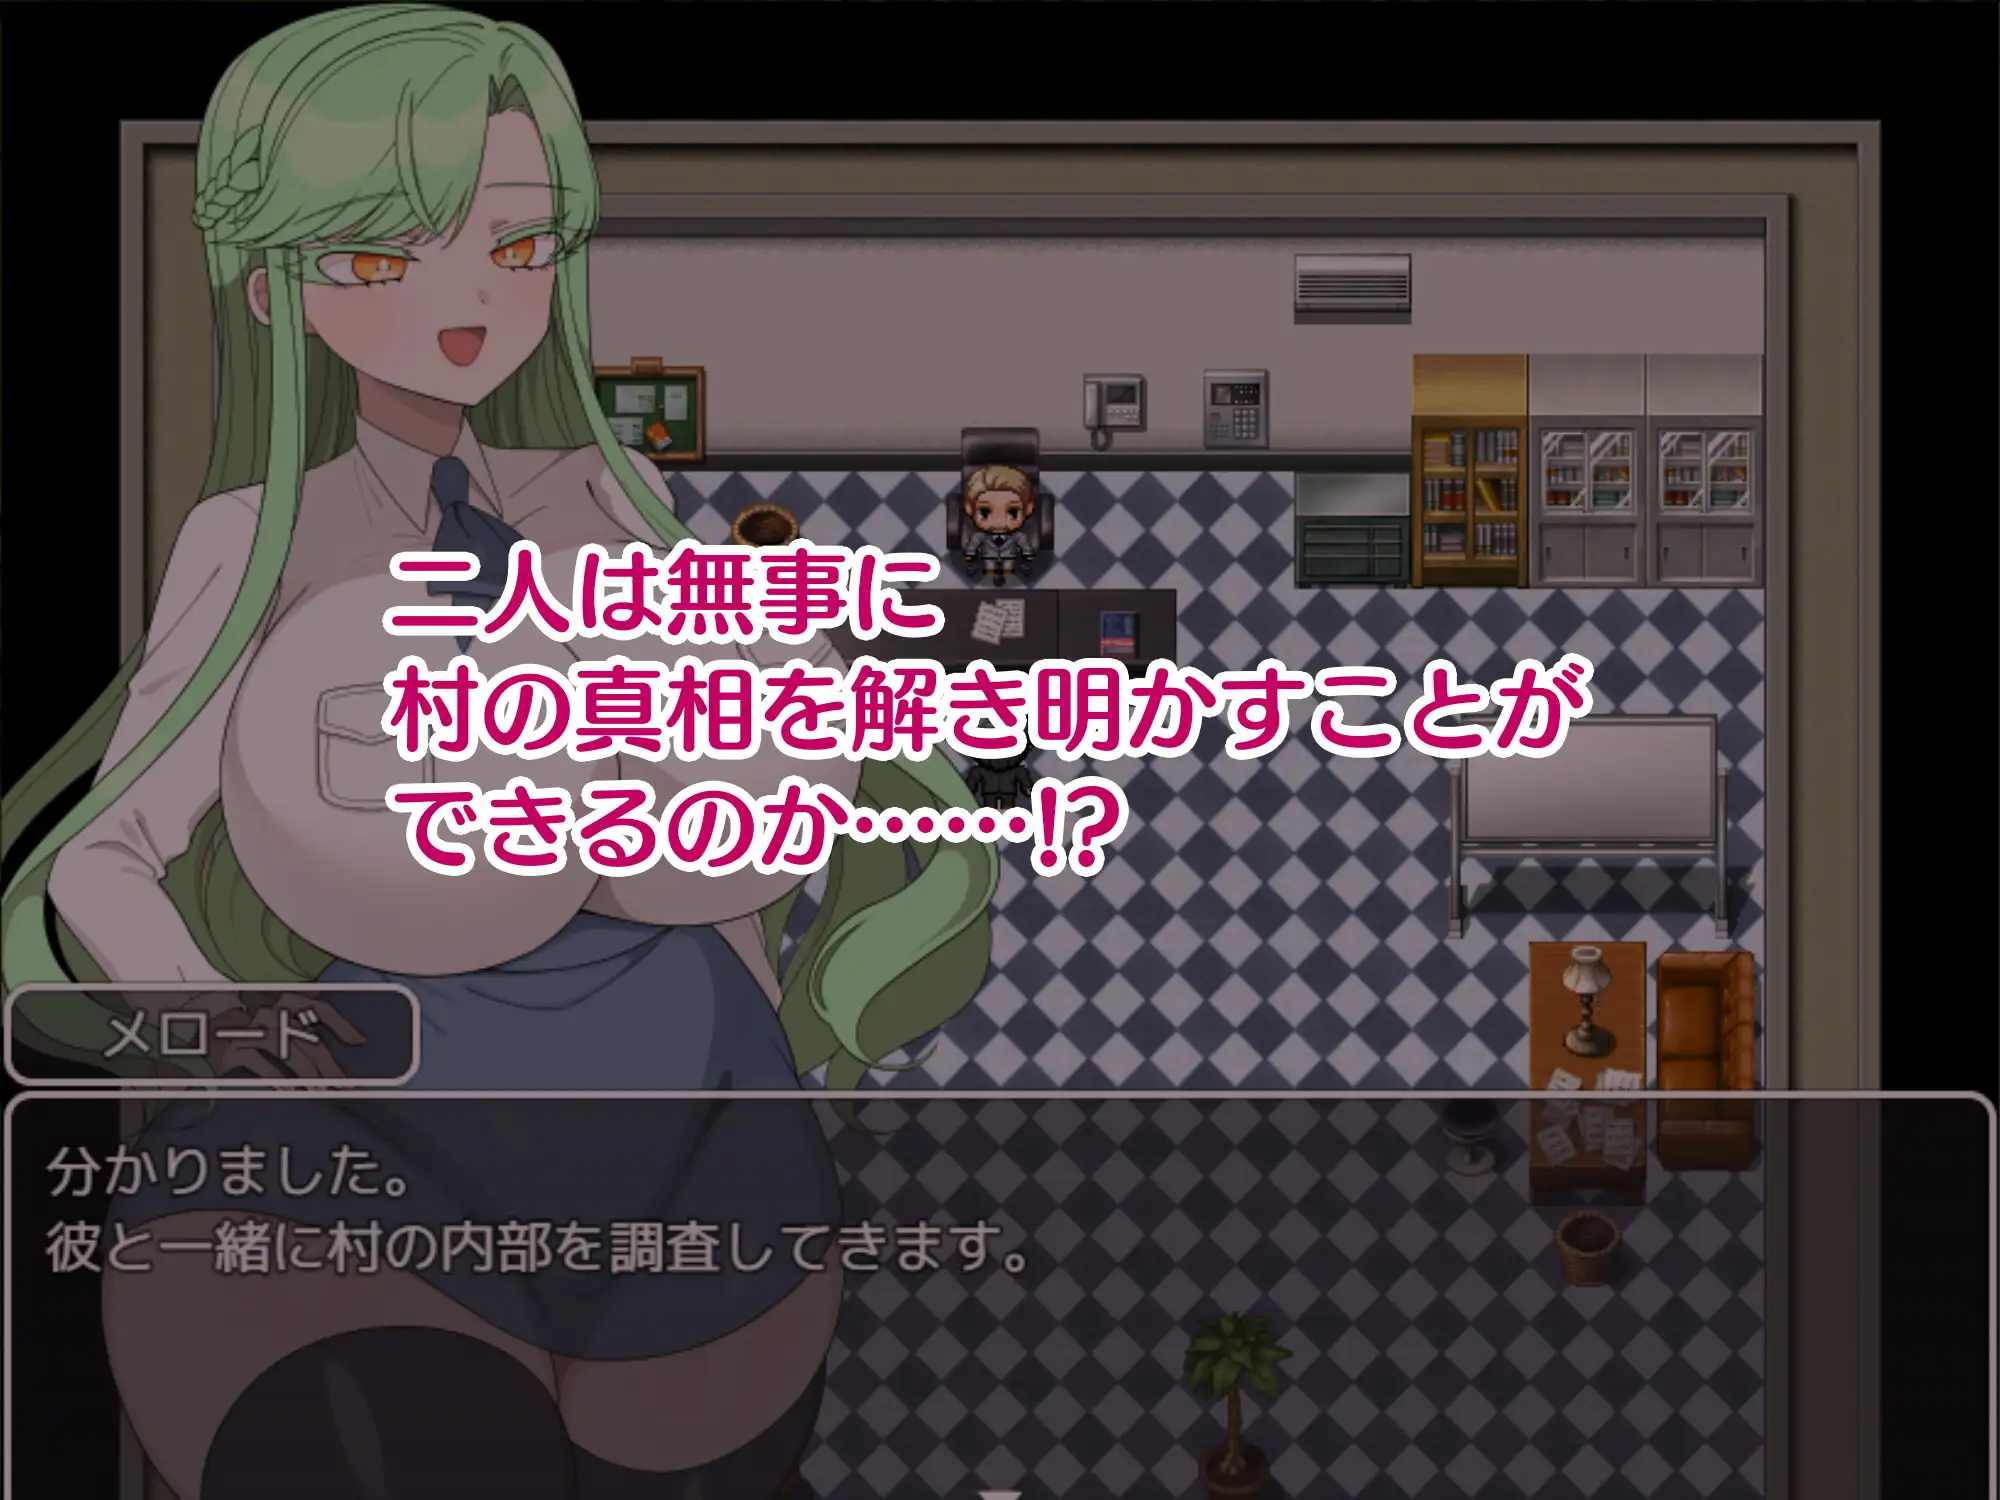 二人は無事に
村の真相を解き明かすことが
できるのか……!?
メロード
分かりました。
彼と一緒に村の内部を調査してきます。